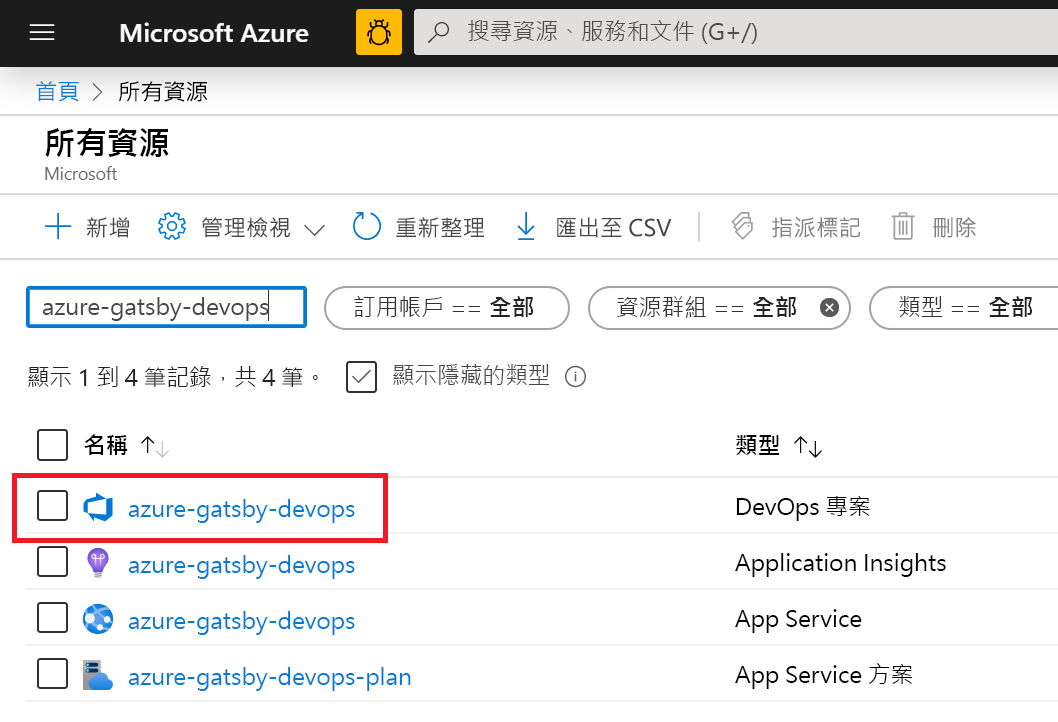 Microsoft Azure 搜尋資源、服務和文件 (G+/)
首頁 > 所有資源
所有資源
Microsoft
新增 管理檢視 重新整理 匯出至 CSV 指派標記 刪除
azure-gatsby-devops 訂用帳戶 == 全部 資源群組 == 全部 類型 == 全部
顯示 1 到 4 筆記錄，共 4 筆。 顯示隱藏的類型
名稱 ↑↓ 類型 ↑↓
azure-gatsby-devops DevOps 專案
azure-gatsby-devops Application Insights
azure-gatsby-devops App Service
azure-gatsby-devops-plan App Service 方案